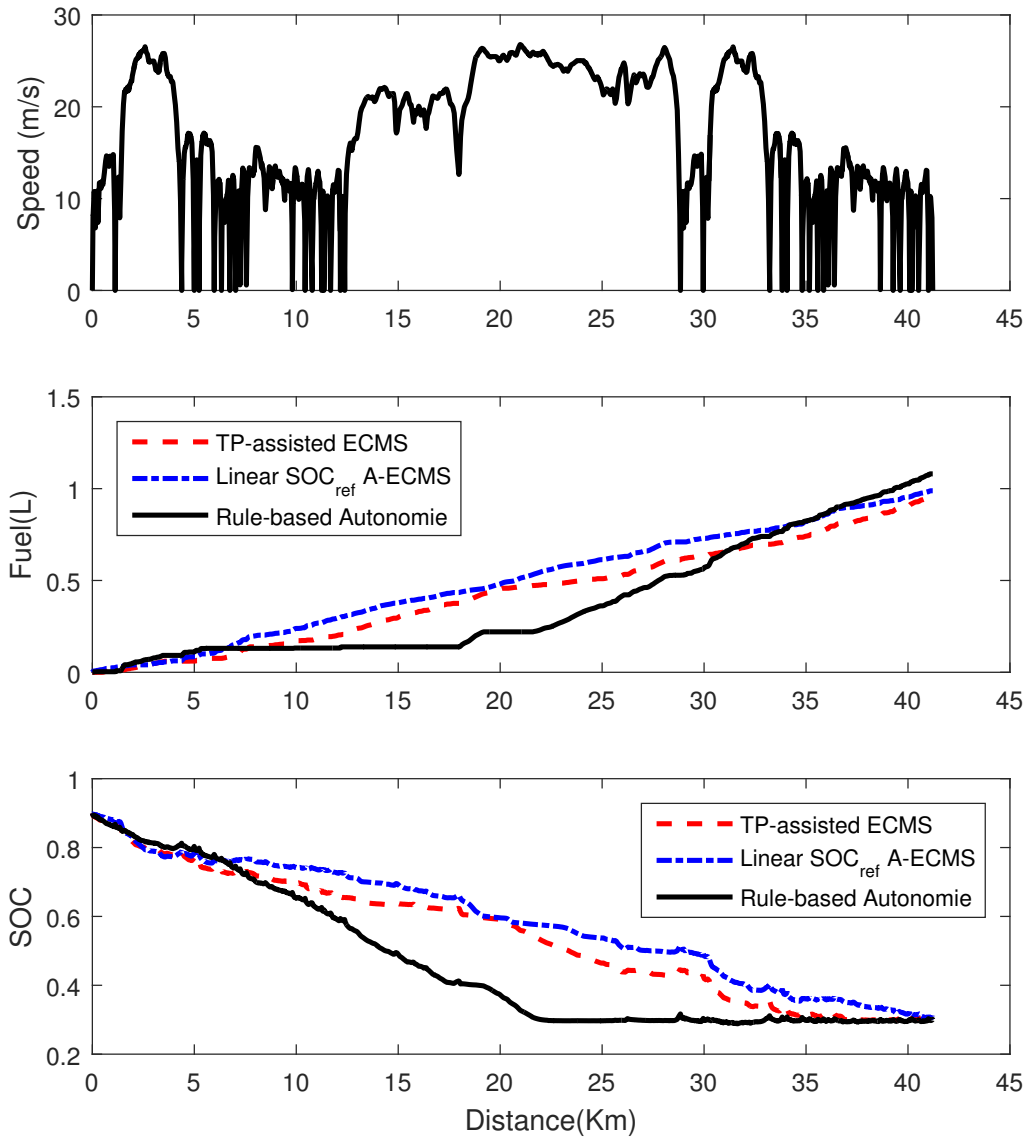 30
20
10
0
Speed (m/s)
0 5 10 15 20 25 30 35 40 45
1.5
1
0.5
0
Fuel(L)
TP-assisted ECMS
Linear SOC_ref A-ECMS
Rule-based Autonomie
0 5 10 15 20 25 30 35 40 45
1
0.8
0.6
0.4
0.2
SOC
TP-assisted ECMS
Linear SOC_ref A-ECMS
Rule-based Autonomie
0 5 10 15 20 25 30 35 40 45
Distance(Km)